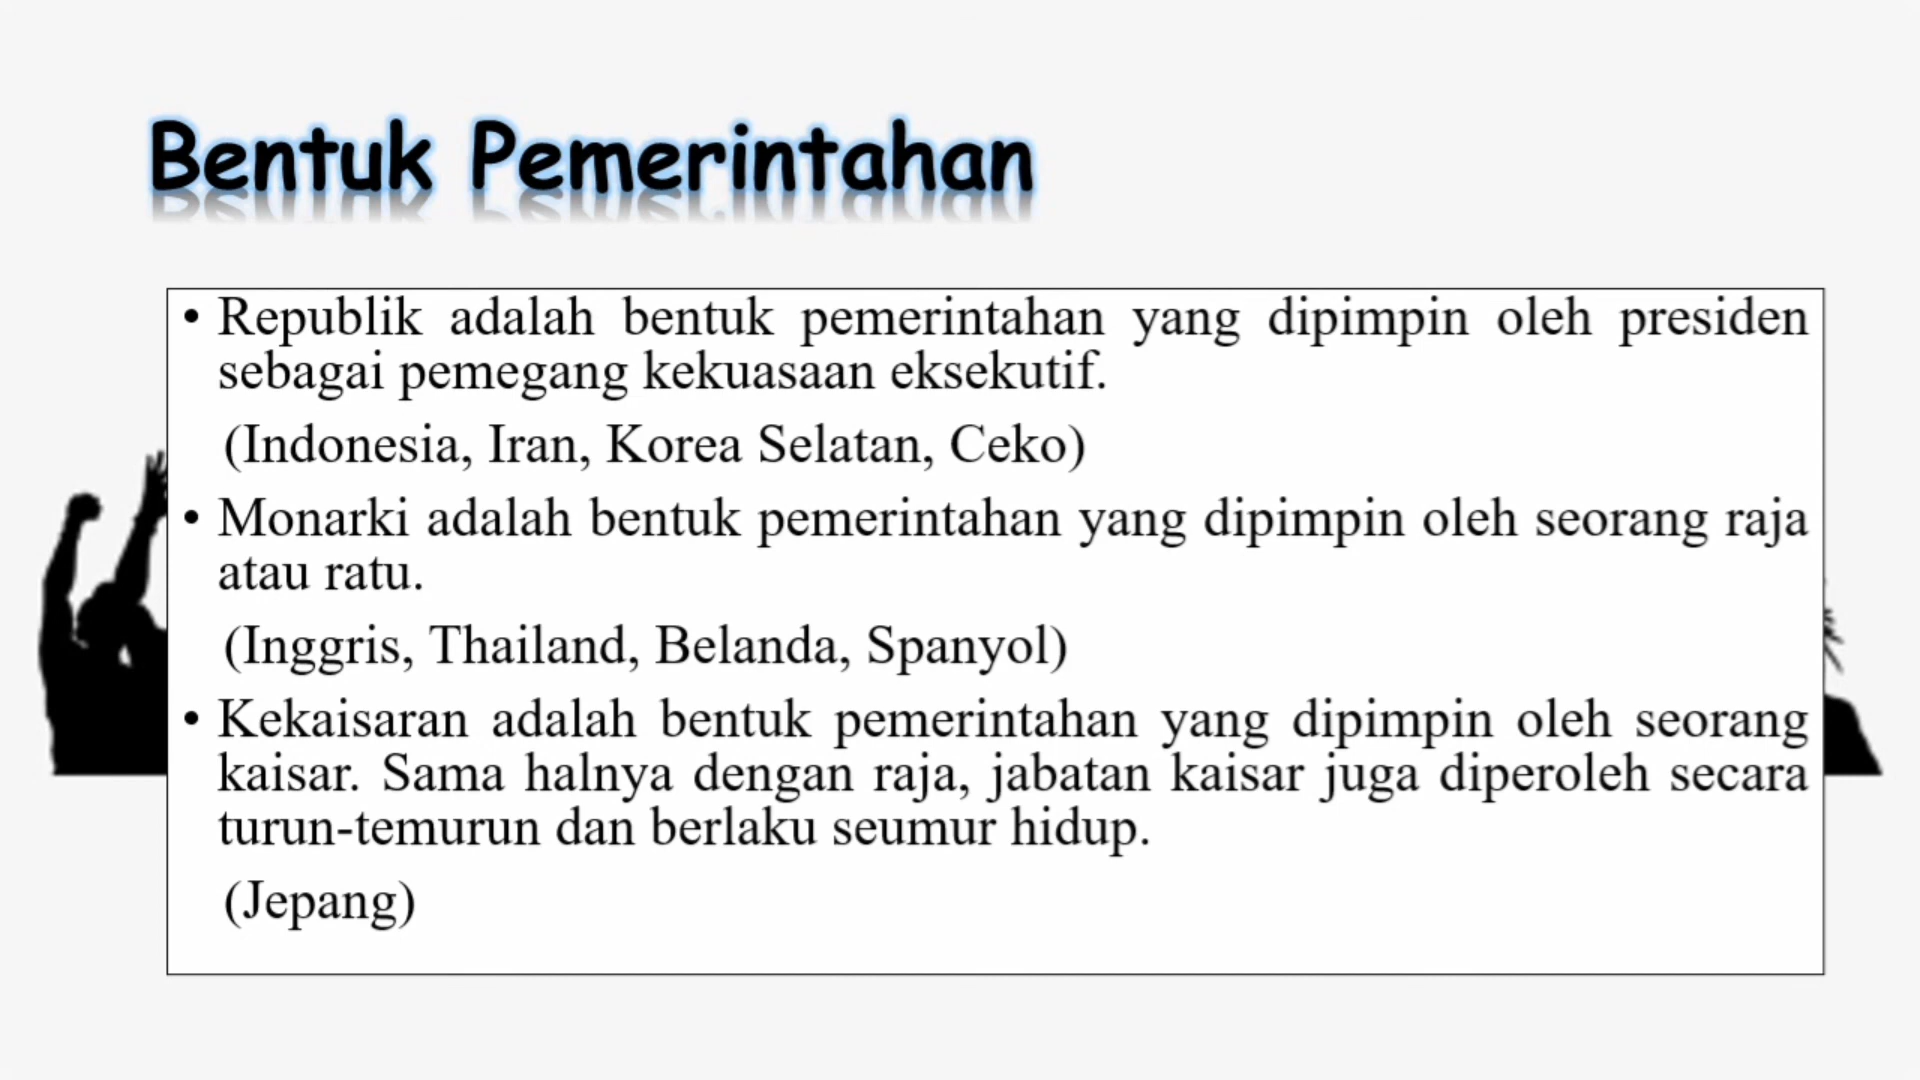 Bentuk Pemerintahan
• Republik adalah bentuk pemerintahan yang dipimpin oleh presiden
sebagai pemegang kekuasaan eksekutif.
(Indonesia, Iran, Korea Selatan, Ceko)
• Monarki adalah bentuk pemerintahan yang dipimpin oleh seorang raja
atau ratu.
(Inggris, Thailand, Belanda, Spanyol)
• Kekaisaran adalah bentuk pemerintahan yang dipimpin oleh seorang
kaisar. Sama halnya dengan raja, jabatan kaisar juga diperoleh secara
turun-temurun dan berlaku seumur hidup.
(Jepang)